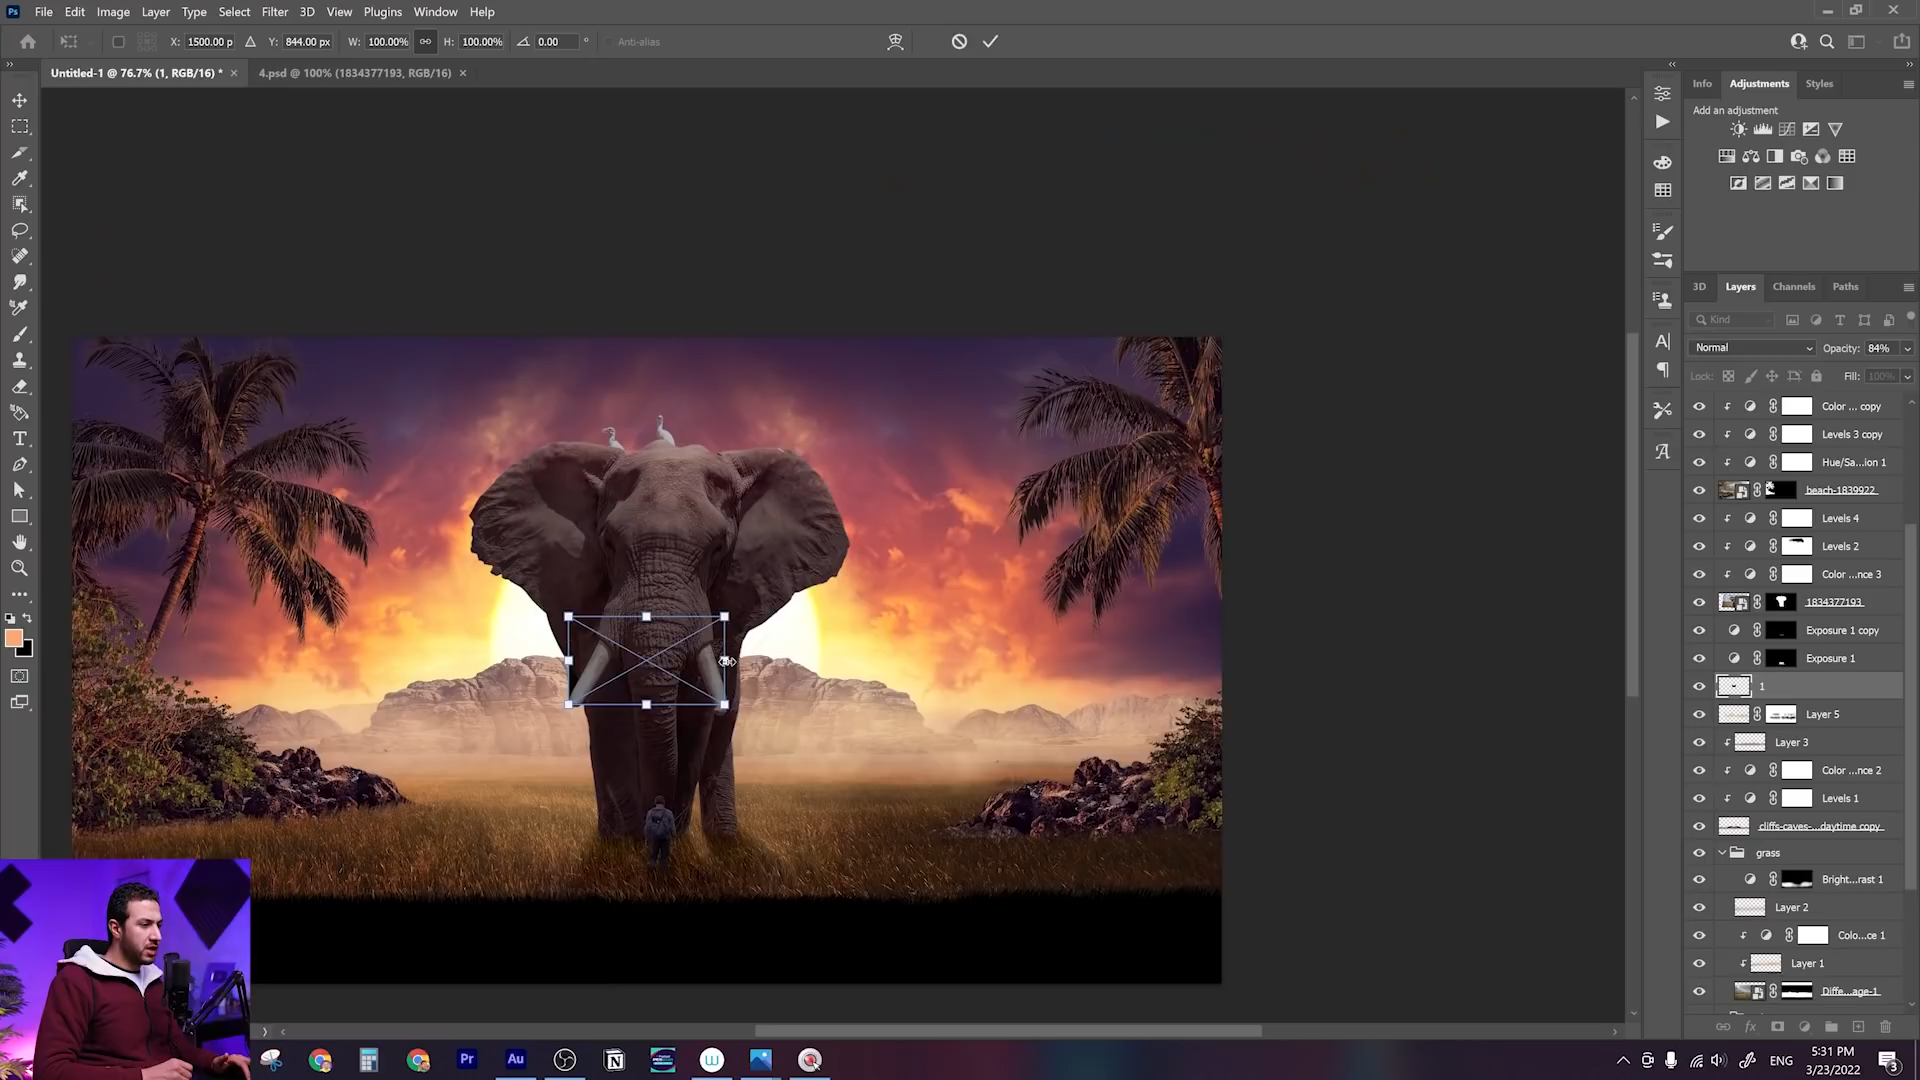 Ps File Edit Image Layer Type Select Filter 3D View Plugins Window Help
X: 1500.00 p Y: 844.00 px W: 100.00% H: 100.00% 0.00 ° Anti-alias
Untitled-1 @ 76.7% (1, RGB/16) * × 4.psd @ 100% (1834377193, RGB/16) ×
Info Adjustments Styles
Add an adjustment
3D Layers Channels Paths
Kind
Normal Opacity: 84%
Lock: Fill: 100%
Color ... copy
Levels 3 copy
Hue/Sa...ion 1
beach-1839922
Levels 4
Levels 2
Color ...nce 3
1834377193
Exposure 1 copy
Exposure 1
1
Layer 5
Layer 3
Color ...nce 2
Levels 1
cliffs-caves-...daytime copy
grass
Bright...rast 1
Layer 2
Colo...ce 1
Layer 1
Diffe...age-1
Pr Au N W
ENG
5:31 PM
3/23/2022
3